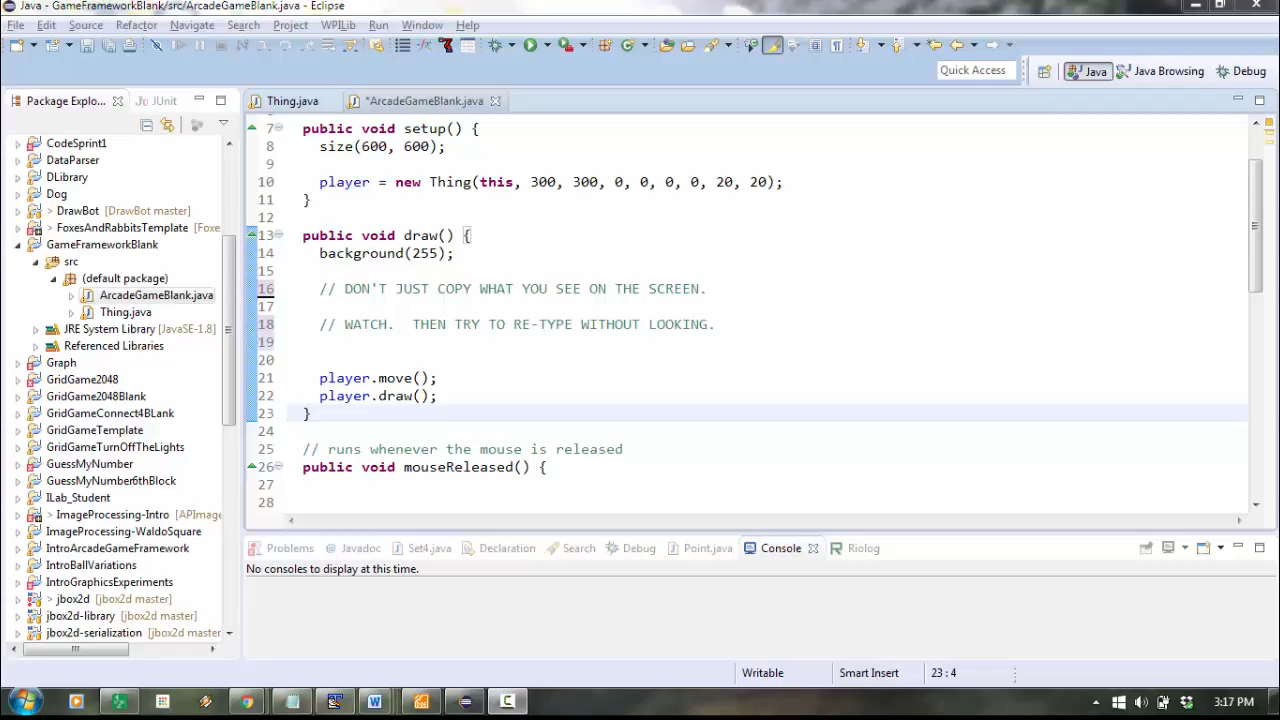 Java - GameFrameworkBlank/src/ArcadeGameBlank.java - Eclipse
File Edit Source Refactor Navigate Search Project WPILib Run Window Help
Quick Access
Java
Java Browsing
Debug
Package Explo...
JUnit
CodeSprint1
DataParser
DLibrary
Dog
> DrawBot [DrawBot master]
> FoxesAndRabbitsTemplate [Foxe
GameFrameworkBlank
src
(default package)
ArcadeGameBlank.java
Thing.java
JRE System Library [JavaSE-1.8]
Referenced Libraries
Graph
GridGame2048
GridGame2048Blank
GridGameConnect4BLank
GridGameTemplate
GridGameTurnOffTheLights
GuessMyNumber
GuessMyNumber6thBlock
ILab_Student
> ImageProcessing-Intro [APImage
ImageProcessing-WaldoSquare
IntroArcadeGameFramework
IntroBallVariations
IntroGraphicsExperiments
> jbox2d [jbox2d master]
jbox2d-library [jbox2d master]
jbox2d-serialization [jbox2d master
Thing.java
*ArcadeGameBlank.java
7 public void setup() {
8 size(600, 600);
9
10 player = new Thing(this, 300, 300, 0, 0, 0, 0, 20, 20);
11 }
12
13 public void draw() {
14 background(255);
15
16 // DON'T JUST COPY WHAT YOU SEE ON THE SCREEN.
17
18 // WATCH.  THEN TRY TO RE-TYPE WITHOUT LOOKING.
19
20
21 player.move();
22 player.draw();
23 }
24
25 // runs whenever the mouse is released
26 public void mouseReleased() {
27
28
Problems @ Javadoc Set4.java Declaration Search Debug Point.java Console Riolog
No consoles to display at this time.
Writable
Smart Insert
23 : 4
3:17 PM